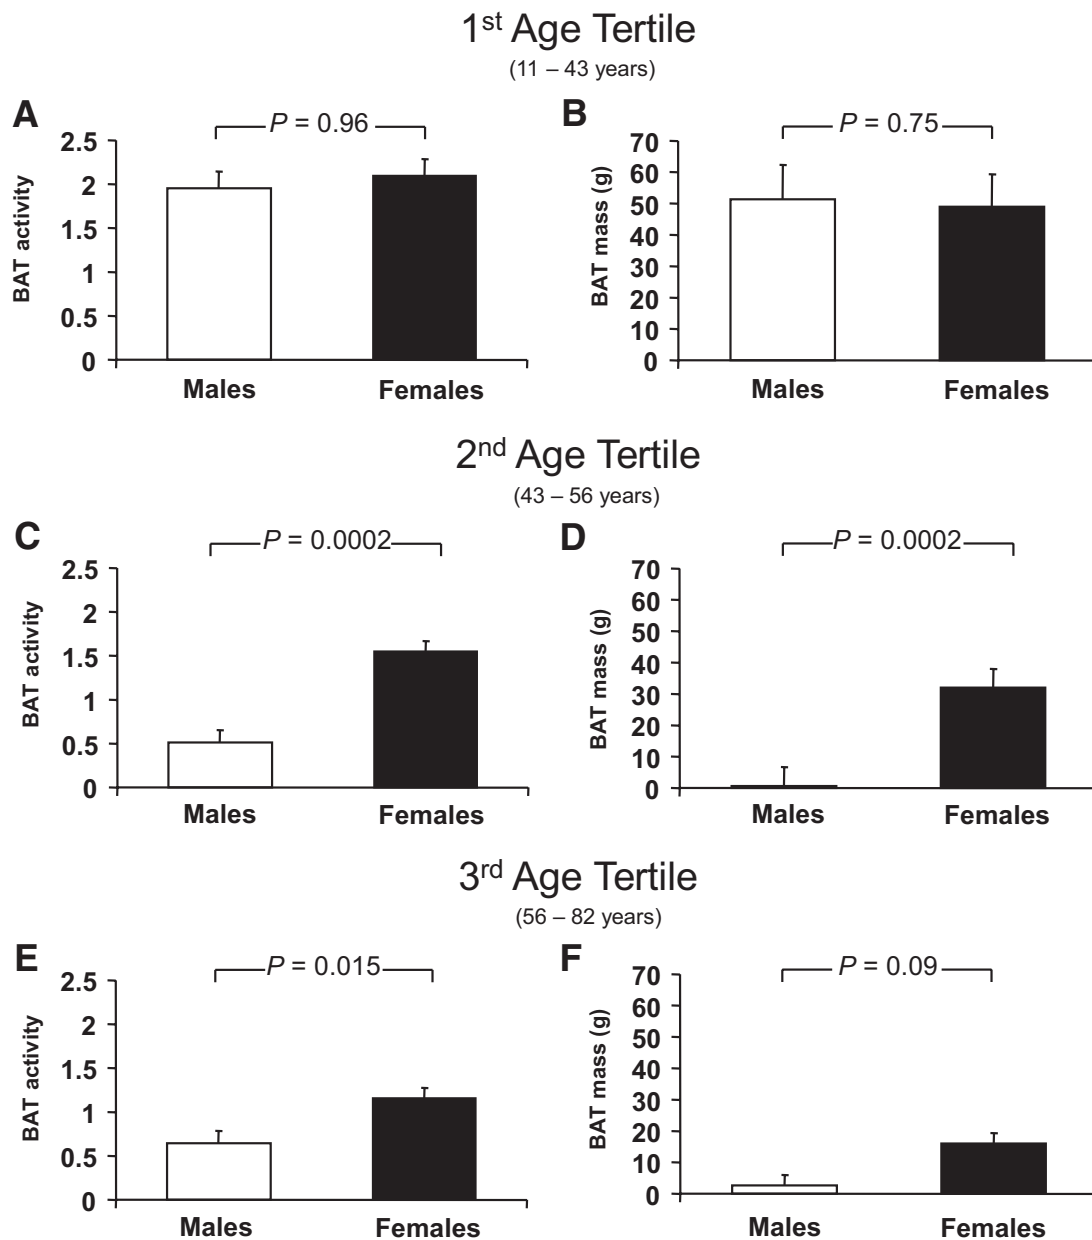 1st Age Tertile
(11 – 43 years)
A
P = 0.96
BAT activity
2.5
2
1.5
1
0.5
0
Males
Females
B
P = 0.75
BAT mass (g)
70
60
50
40
30
20
10
0
Males
Females
2nd Age Tertile
(43 – 56 years)
C
P = 0.0002
BAT activity
2.5
2
1.5
1
0.5
0
Males
Females
D
P = 0.0002
BAT mass (g)
70
60
50
40
30
20
10
0
Males
Females
3rd Age Tertile
(56 – 82 years)
E
P = 0.015
BAT activity
2.5
2
1.5
1
0.5
0
Males
Females
F
P = 0.09
BAT mass (g)
70
60
50
40
30
20
10
0
Males
Females